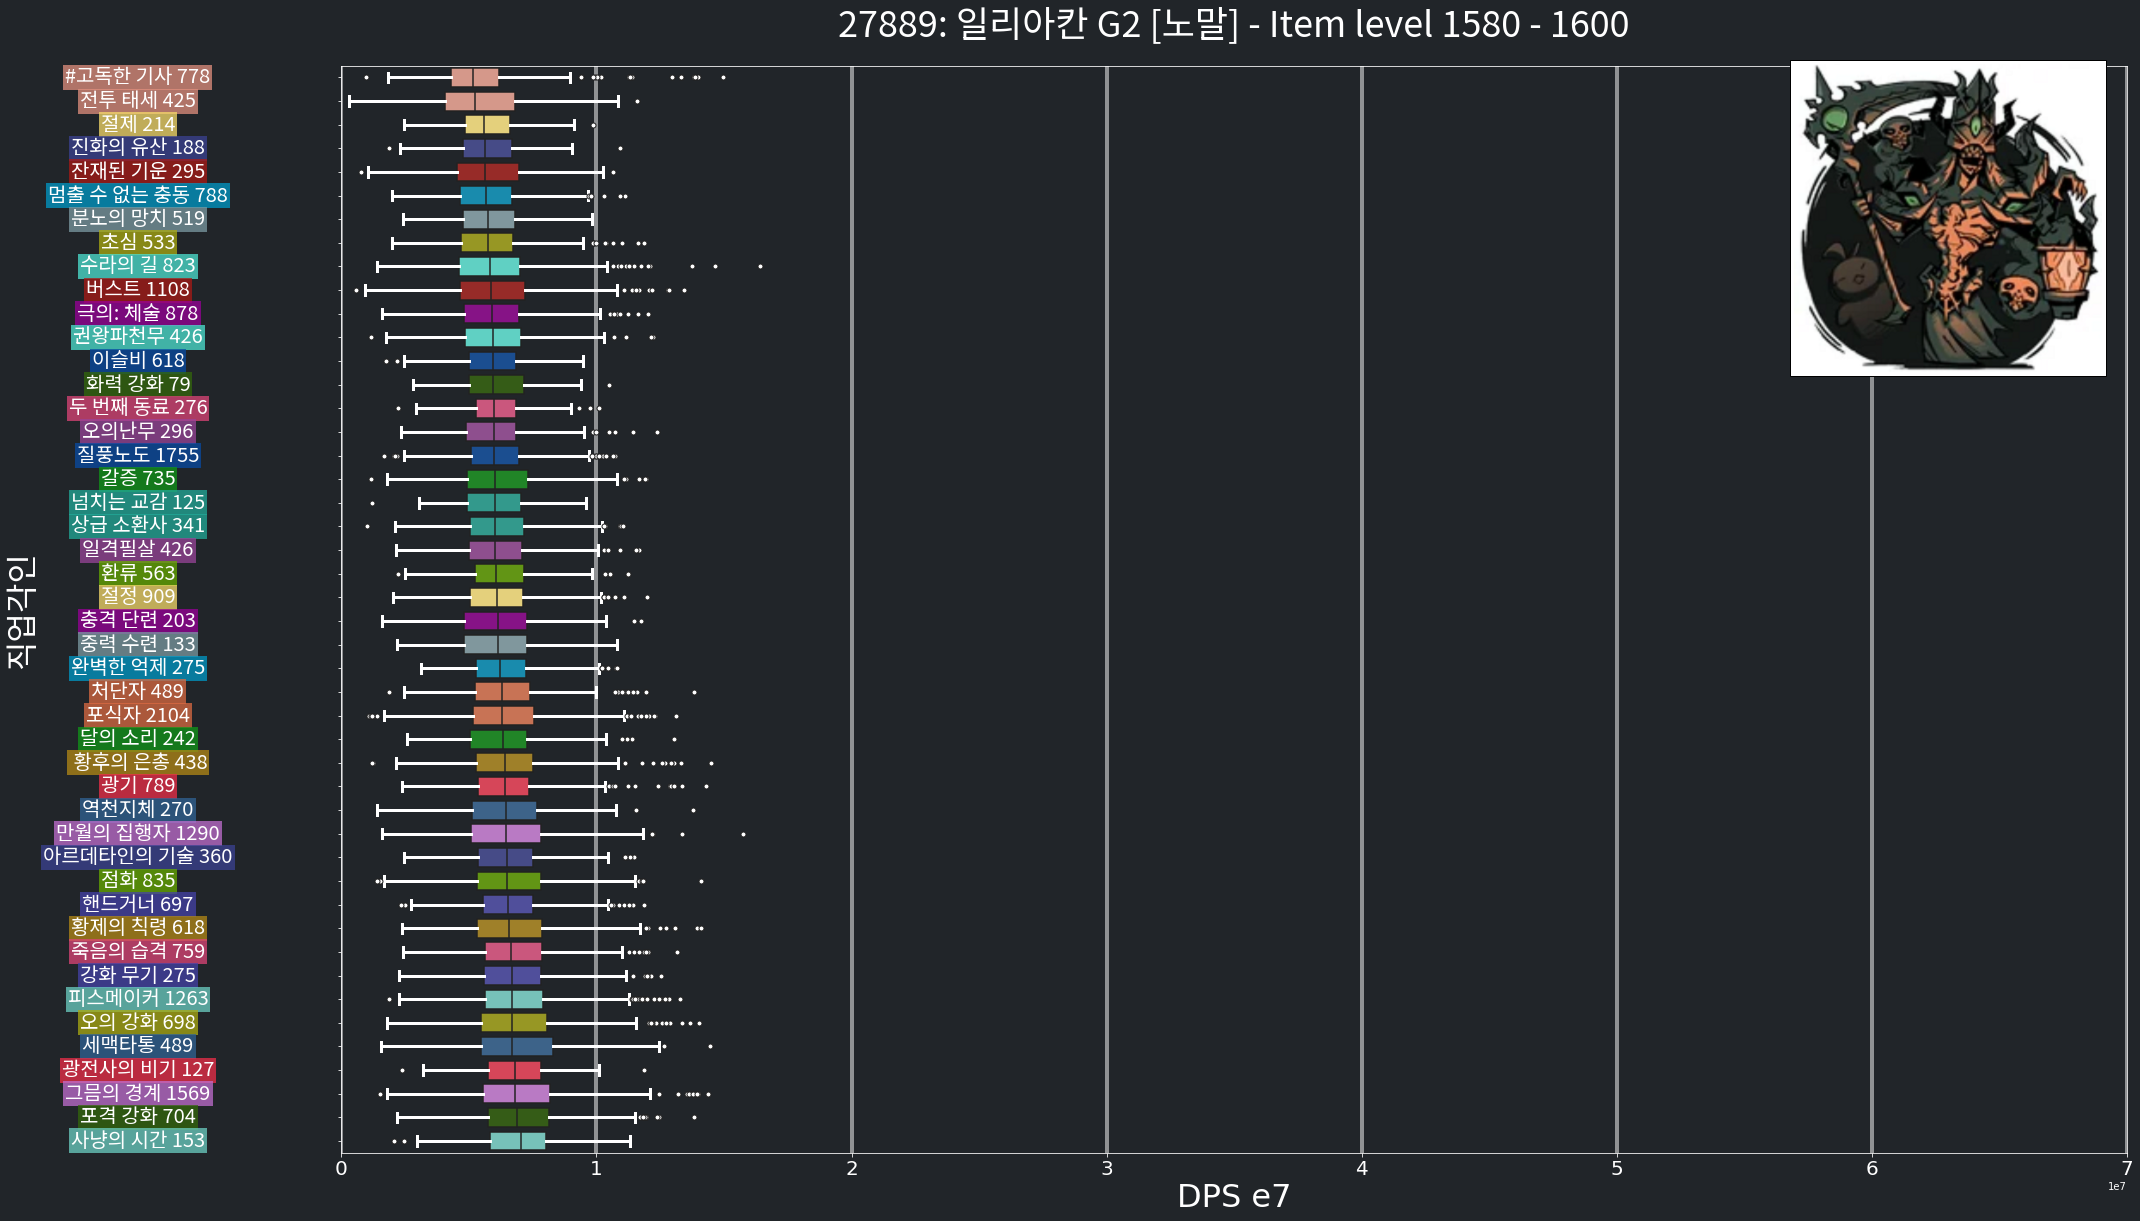 27889: 일리아칸 G2 [노말] - Item level 1580 - 1600
#고독한 기사 778
전투 태세 425
절제 214
진화의 유산 188
잔재된 기운 295
멈출 수 없는 충동 788
분노의 망치 519
초심 533
수라의 길 823
버스트 1108
극의: 체술 878
권왕파천무 426
이슬비 618
화력 강화 79
두 번째 동료 276
오의난무 296
질풍노도 1755
갈증 735
넘치는 교감 125
상급 소환사 341
일격필살 426
환류 563
절정 909
충격 단련 203
중력 수련 133
완벽한 억제 275
처단자 489
포식자 2104
달의 소리 242
황후의 은총 438
광기 789
역천지체 270
만월의 집행자 1290
아르데타인의 기술 360
점화 835
핸드거너 697
황제의 칙령 618
죽음의 습격 759
강화 무기 275
피스메이커 1263
오의 강화 698
세맥타통 489
광전사의 비기 127
그믐의 경계 1569
포격 강화 704
사냥의 시간 153
직업각인
0 1 2 3 4 5 6 7
1e7
DPS e7